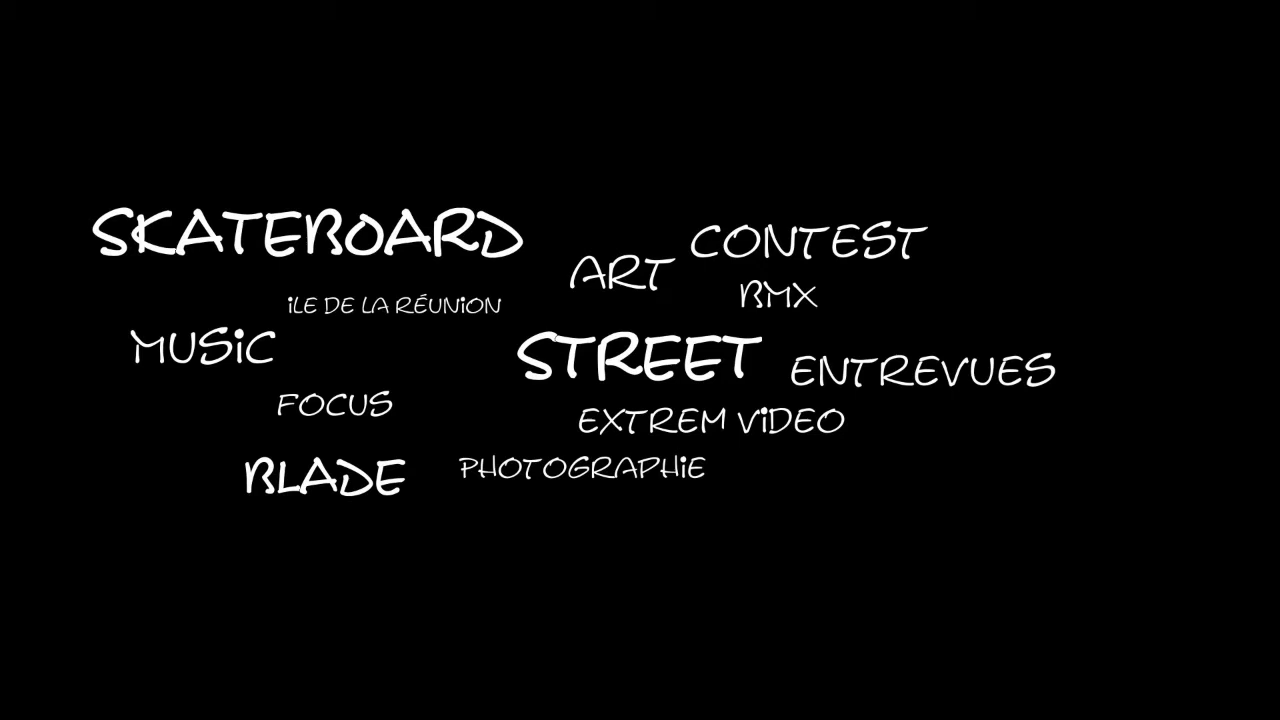 SKATEBOARD
CONTEST
ART
BMX
iLE DE LA RÉUNiON
MUSiC
STREET
ENTREVUES
FOCUS
EXTREM ViDEO
BLADE
PHOTOGRAPHiE